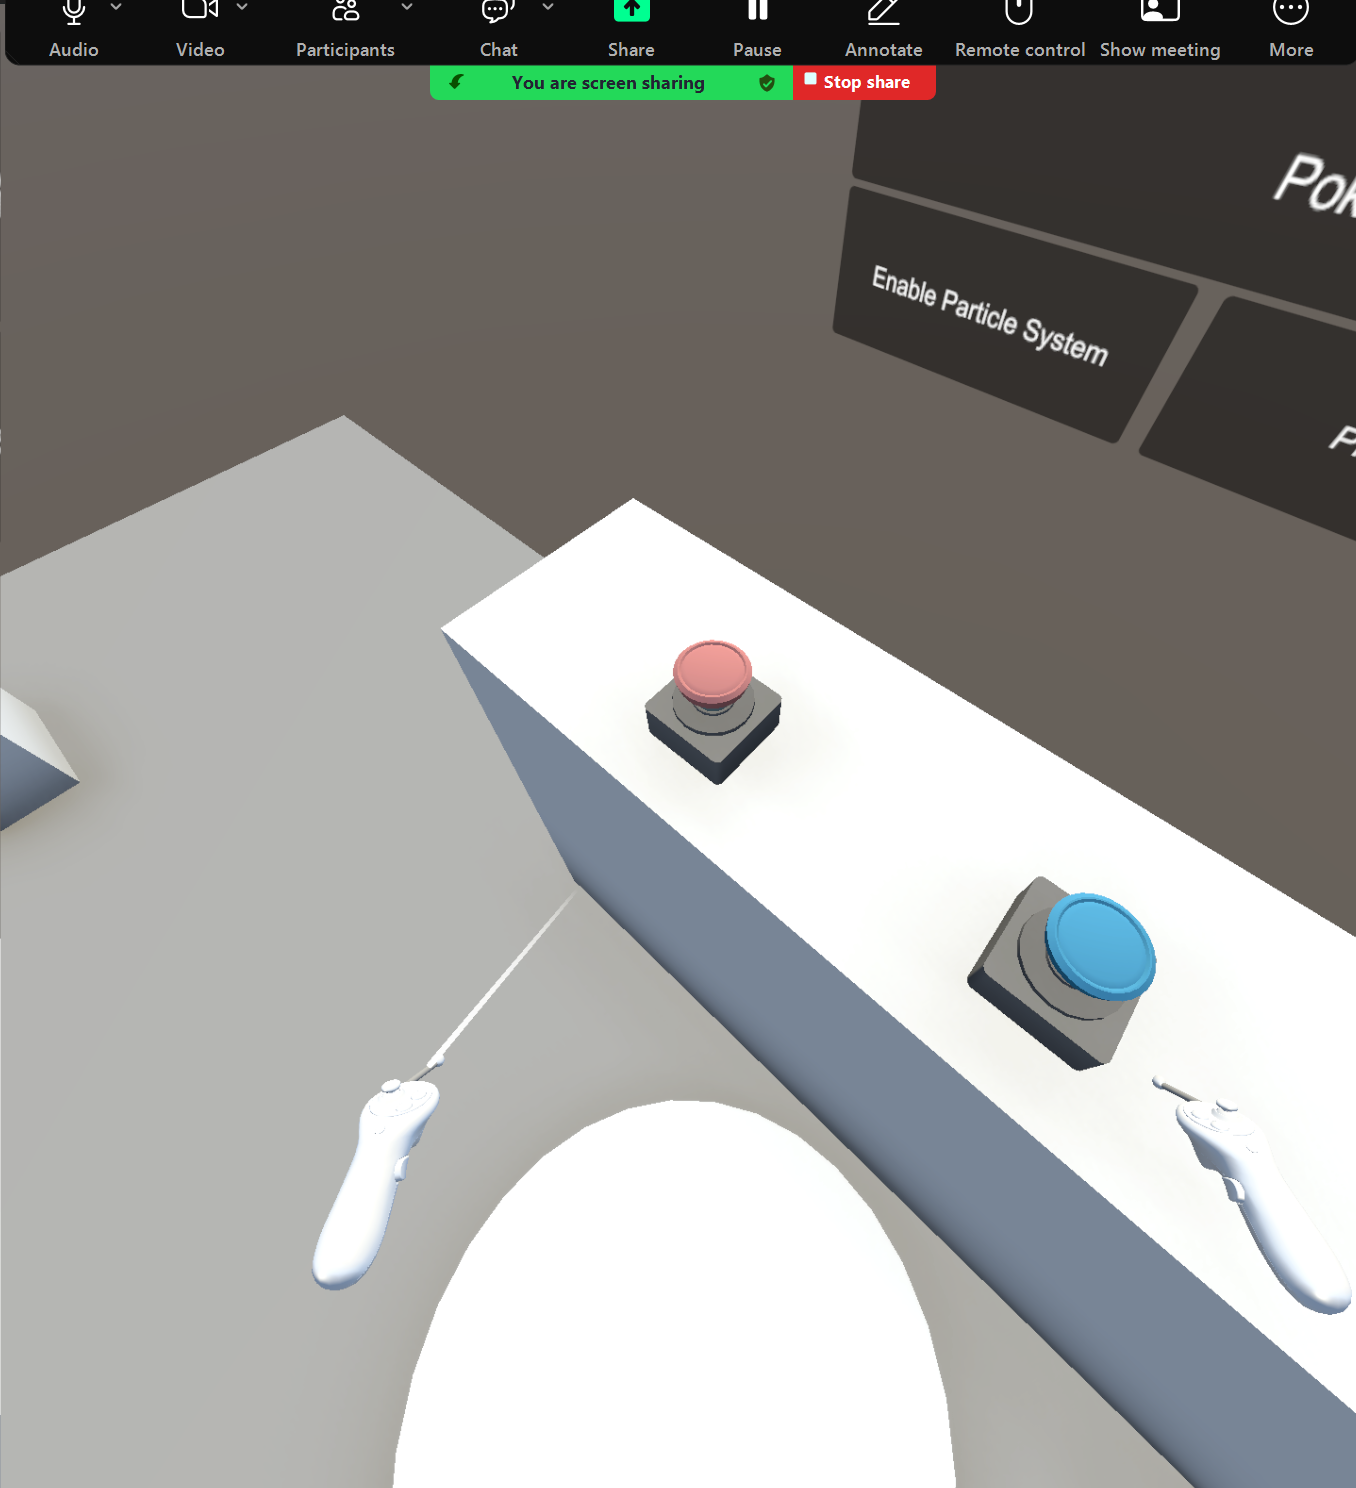 Audio
Video
Participants
Chat
Share
Pause
Annotate
Remote control
Show meeting
More
You are screen sharing
Stop share
Enable Particle System